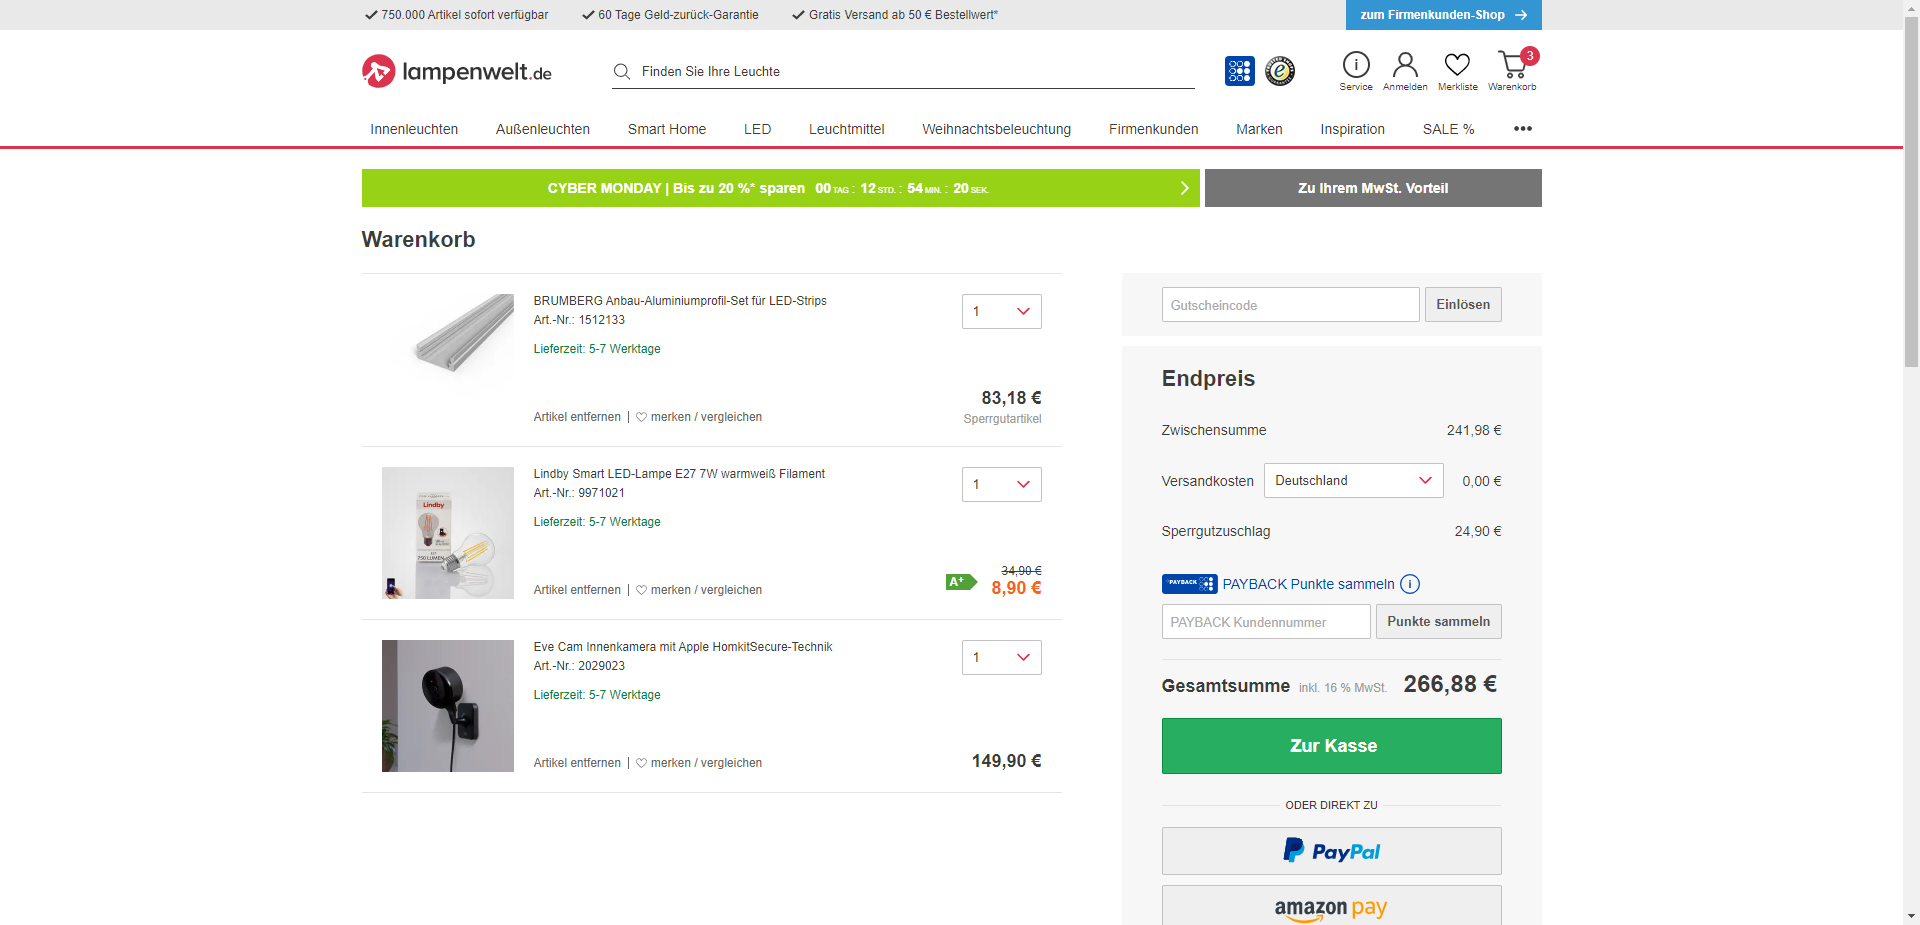 750.000 Artikel sofort verfügbar
60 Tage Geld-zurück-Garantie
Gratis Versand ab 50 € Bestellwert*
zum Firmenkunden-Shop
lampenwelt.de
Finden Sie Ihre Leuchte
Service
Anmelden
Merkliste
3
Warenkorb
Innenleuchten
Außenleuchten
Smart Home
LED
Leuchtmittel
Weihnachtsbeleuchtung
Firmenkunden
Marken
Inspiration
SALE %
CYBER MONDAY | Bis zu 20 %* sparen 00 TAG : 12 STD. : 54 MIN. : 20 SEK.
Zu Ihrem MwSt. Vorteil
Warenkorb
BRUMBERG Anbau-Aluminiumprofil-Set für LED-Strips
Art.-Nr.: 1512133
Lieferzeit: 5-7 Werktage
1
83,18 €
Sperrgutartikel
Artikel entfernen | merken / vergleichen
Lindby
750 LUMEN
Lindby Smart LED-Lampe E27 7W warmweiß Filament
Art.-Nr.: 9971021
Lieferzeit: 5-7 Werktage
1
34,90 €
A+
8,90 €
Artikel entfernen | merken / vergleichen
Eve Cam Innenkamera mit Apple HomkitSecure-Technik
Art.-Nr.: 2029023
Lieferzeit: 5-7 Werktage
1
149,90 €
Artikel entfernen | merken / vergleichen
Gutscheincode
Einlösen
Endpreis
Zwischensumme 241,98 €
Versandkosten Deutschland 0,00 €
Sperrgutzuschlag 24,90 €
PAYBACK PAYBACK Punkte sammeln i
PAYBACK Kundennummer
Punkte sammeln
Gesamtsumme inkl. 16 % MwSt. 266,88 €
Zur Kasse
ODER DIREKT ZU
PayPal
amazon pay